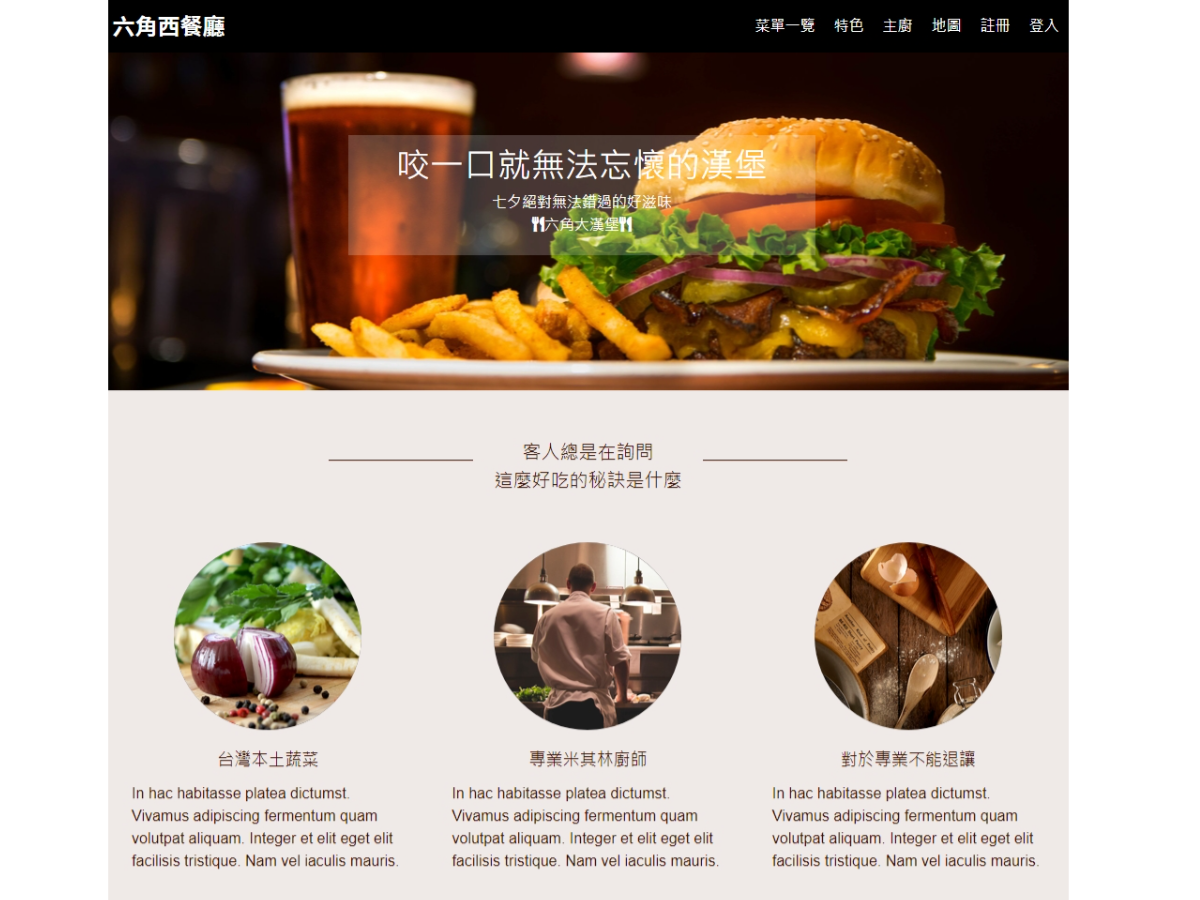 六角西餐廳
菜單一覽 特色 主廚 地圖 註冊 登入
咬一口就無法忘懷的漢堡
七夕絕對無法錯過的好滋味
六角大漢堡
客人總是在詢問
這麼好吃的秘訣是什麼
台灣本土蔬菜
In hac habitasse platea dictumst.
Vivamus adipiscing fermentum quam
volutpat aliquam. Integer et elit eget elit
facilisis tristique. Nam vel iaculis mauris.
專業米其林廚師
In hac habitasse platea dictumst.
Vivamus adipiscing fermentum quam
volutpat aliquam. Integer et elit eget elit
facilisis tristique. Nam vel iaculis mauris.
對於專業不能退讓
In hac habitasse platea dictumst.
Vivamus adipiscing fermentum quam
volutpat aliquam. Integer et elit eget elit
facilisis tristique. Nam vel iaculis mauris.